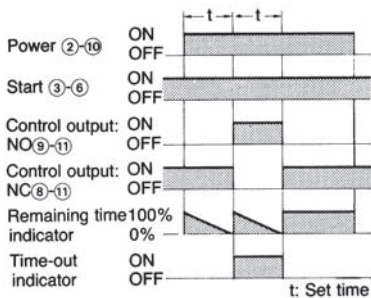 t t
Power ②-⑩ ON
OFF
Start ③-⑥ ON
OFF
Control output: ON
NO⑨-⑪ OFF
Control output: ON
NC⑧-⑪ OFF
Remaining time 100%
indicator 0%
Time-out ON
indicator OFF
t: Set time